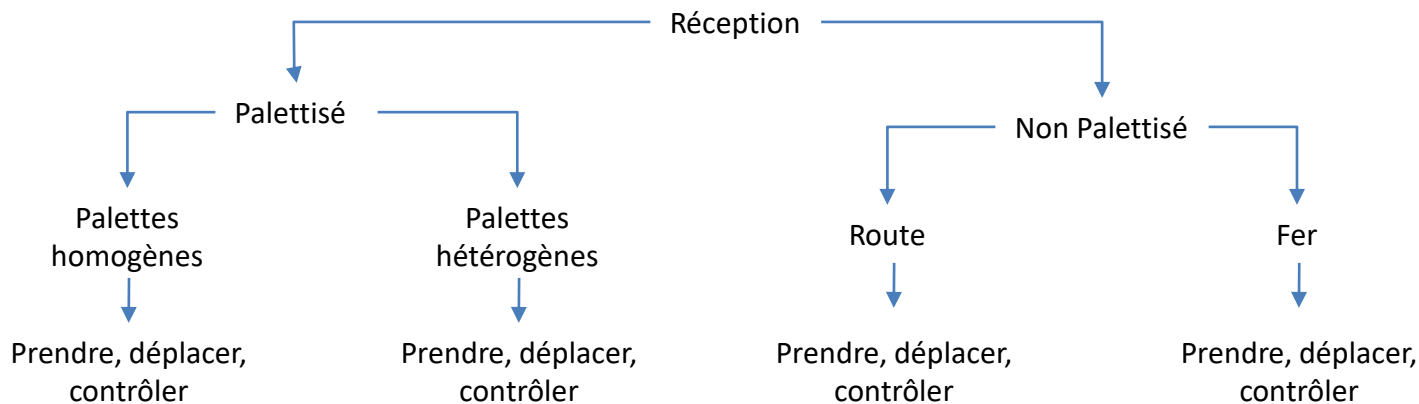 Réception
Palettisé
Non Palettisé
Palettes
homogènes
Palettes
hétérogènes
Route
Fer
Prendre, déplacer,
contrôler
Prendre, déplacer,
contrôler
Prendre, déplacer,
contrôler
Prendre, déplacer,
contrôler